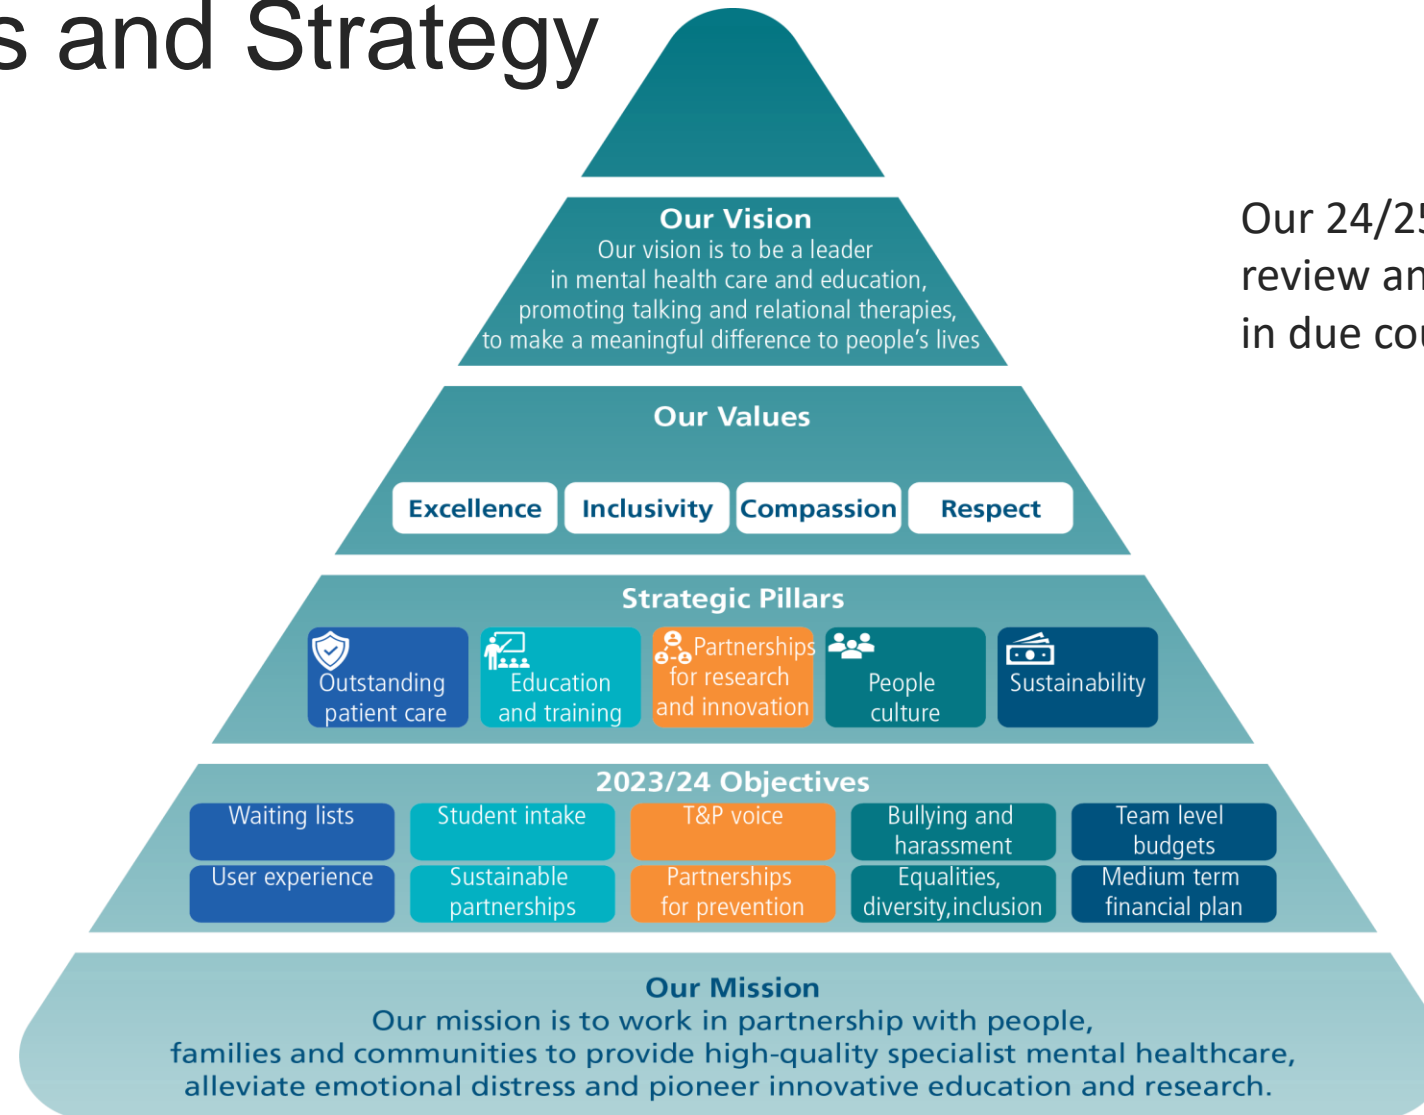 s and Strategy
Our 24/25
review an
in due cou
Our Vision
Our vision is to be a leader
in mental health care and education,
promoting talking and relational therapies,
to make a meaningful difference to people's lives
Our Values
Excellence
Inclusivity
Compassion
Respect
Strategic Pillars
Outstanding
patient care
Education
and training
Partnerships
for research
and innovation
People
culture
Sustainability
2023/24 Objectives
Waiting lists
Student intake
T&P voice
Bullying and
harassment
Team level
budgets
User experience
Sustainable
partnerships
Partnerships
for prevention
Equalities,
diversity,inclusion
Medium term
financial plan
Our Mission
Our mission is to work in partnership with people,
families and communities to provide high-quality specialist mental healthcare,
alleviate emotional distress and pioneer innovative education and research.